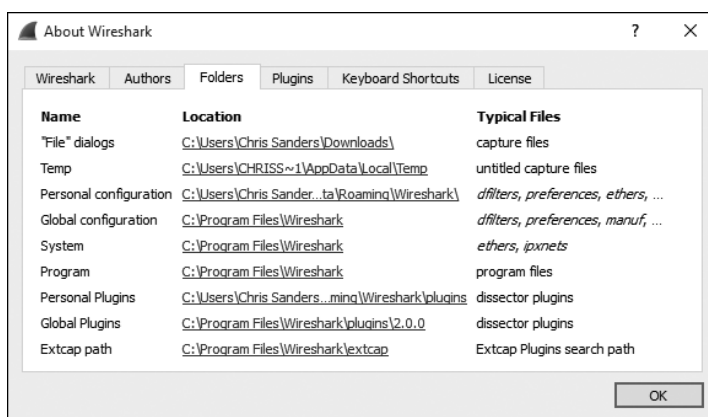 About Wireshark ? X
Wireshark Authors Folders Plugins Keyboard Shortcuts License
Name Location Typical Files
"File" dialogs C:\Users\Chris Sanders\Downloads\ capture files
Temp C:\Users\CHRISS~1\AppData\Local\Temp untitled capture files
Personal configuration C:\Users\Chris Sander...ta\Roaming\Wireshark\ dfilters, preferences, ethers, ...
Global configuration C:\Program Files\Wireshark dfilters, preferences, manuf, ...
System C:\Program Files\Wireshark ethers, ipxnets
Program C:\Program Files\Wireshark program files
Personal Plugins C:\Users\Chris Sanders...ming\Wireshark\plugins dissector plugins
Global Plugins C:\Program Files\Wireshark\plugins\2.0.0 dissector plugins
Extcap path C:\Program Files\Wireshark\extcap Extcap Plugins search path
OK